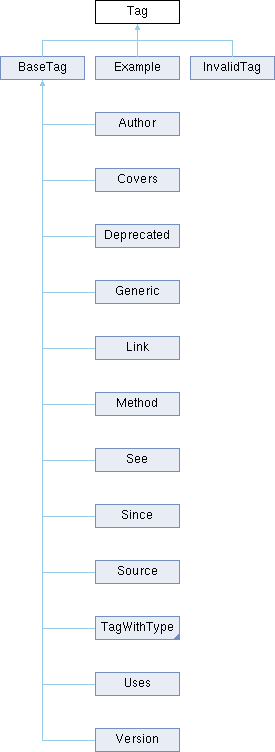 Tag
BaseTag Example InvalidTag
Author
Covers
Deprecated
Generic
Link
Method
See
Since
Source
TagWithType
Uses
Version